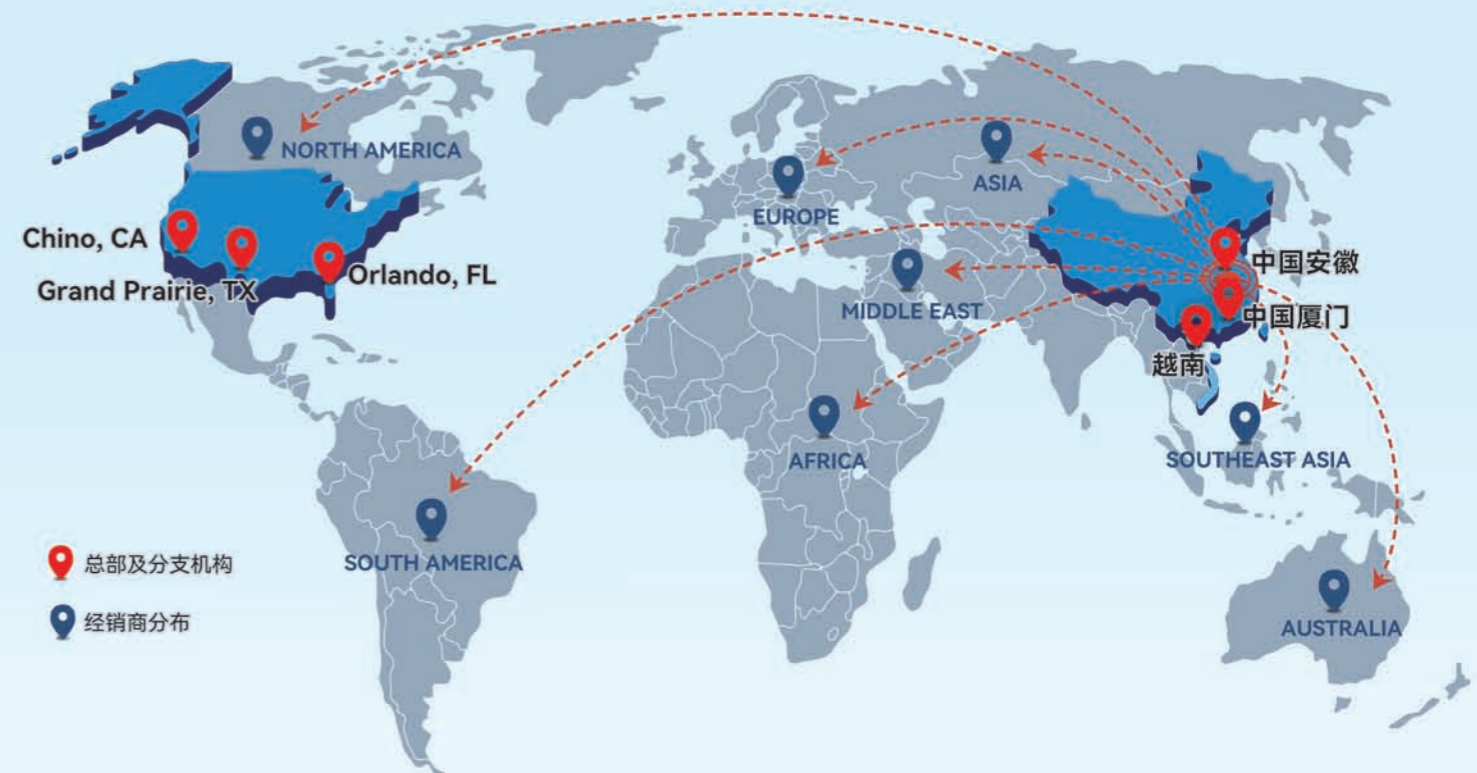 NORTH AMERICA
ASIA
EUROPE
Chino, CA
Grand Prairie, TX
Orlando, FL
MIDDLE EAST
中国安徽
中国厦门
越南
AFRICA
SOUTHEAST ASIA
SOUTH AMERICA
AUSTRALIA
总部及分支机构
经销商分布